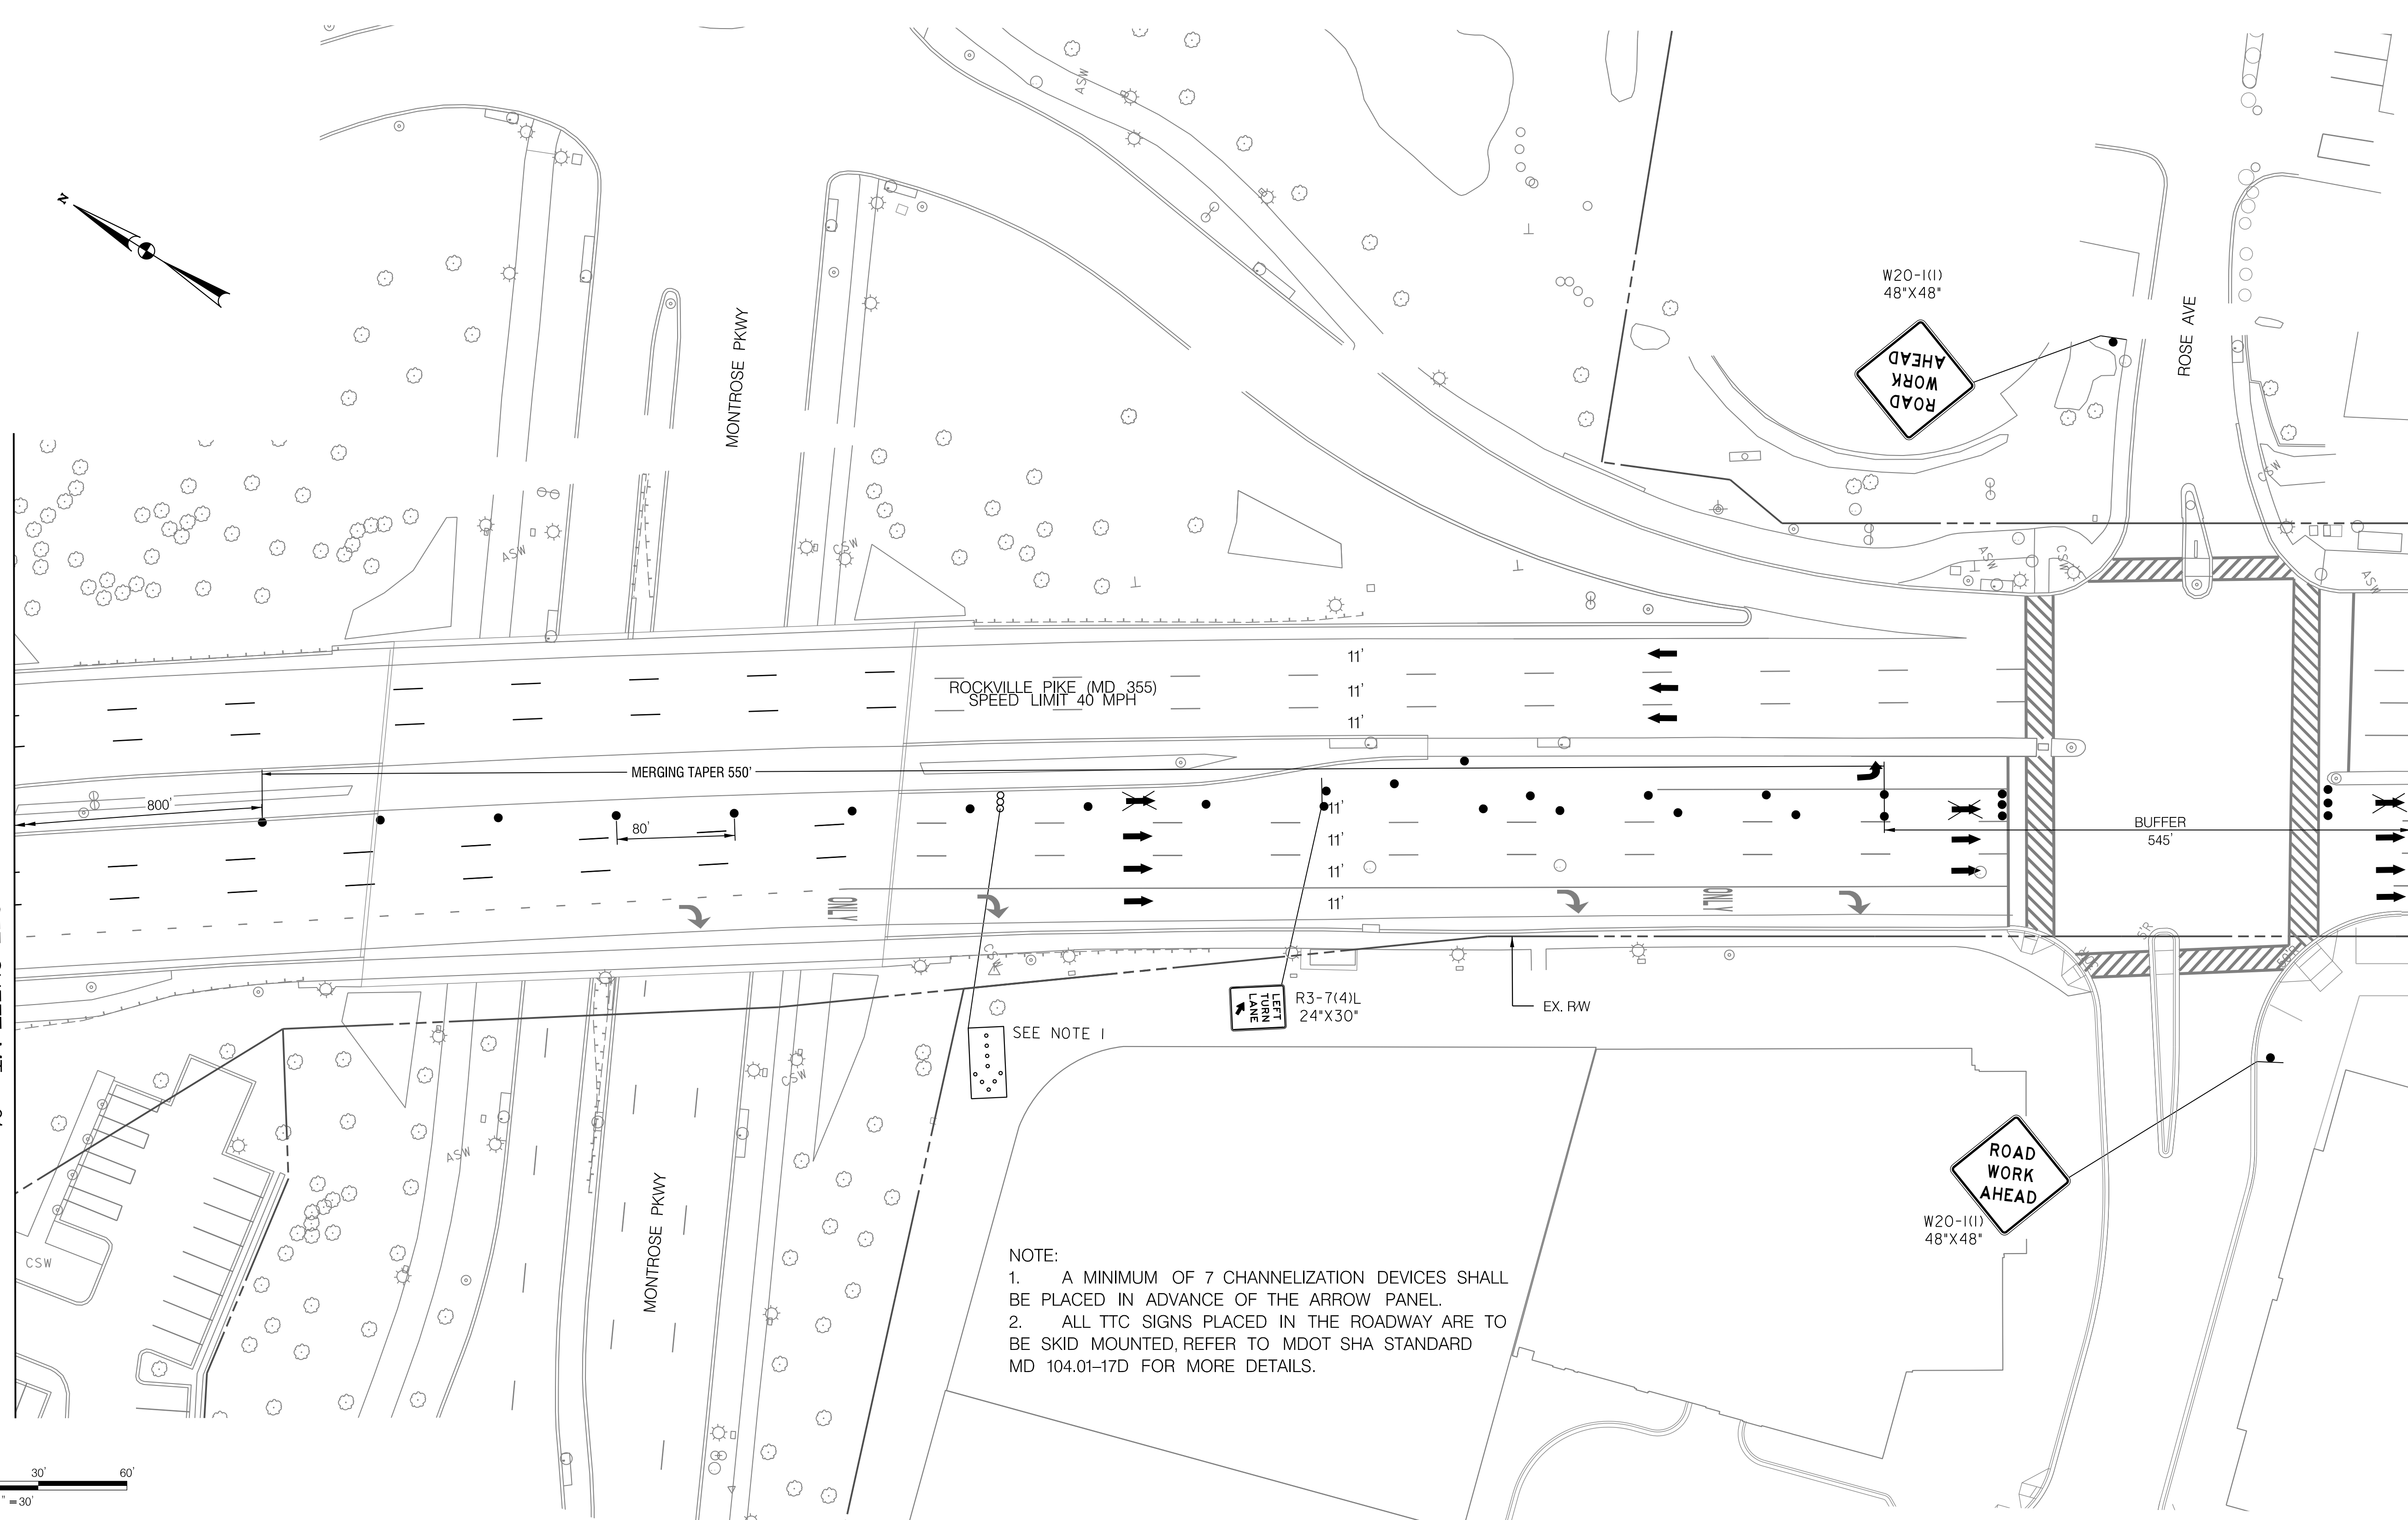 N
ASW
MONTROSE PKWY
W20-1(1)
48"X48"
ROAD
WORK
AHEAD
ROSE AVE
CSW
ASW
CSW
ASW
CSW
ASW
11'
ROCKVILLE PIKE (MD 355)
SPEED LIMIT 40 MPH
11'
11'
MERGING TAPER 550'
800'
80'
11'
11'
11'
11'
BUFFER
545'
ONLY
ONLY
CSW
LEFT
TURN
LANE
R3-7(4)L
24"X30"
EX. R/W
SEE NOTE 1
ASW
CSW
CSW
MONTROSE PKWY
ROAD
WORK
AHEAD
W20-1(1)
48"X48"
NOTE:
1. A MINIMUM OF 7 CHANNELIZATION DEVICES SHALL
BE PLACED IN ADVANCE OF THE ARROW PANEL.
2. ALL TTC SIGNS PLACED IN THE ROADWAY ARE TO
BE SKID MOUNTED, REFER TO MDOT SHA STANDARD
MD 104.01-17D FOR MORE DETAILS.
30'
60'
" = 30'